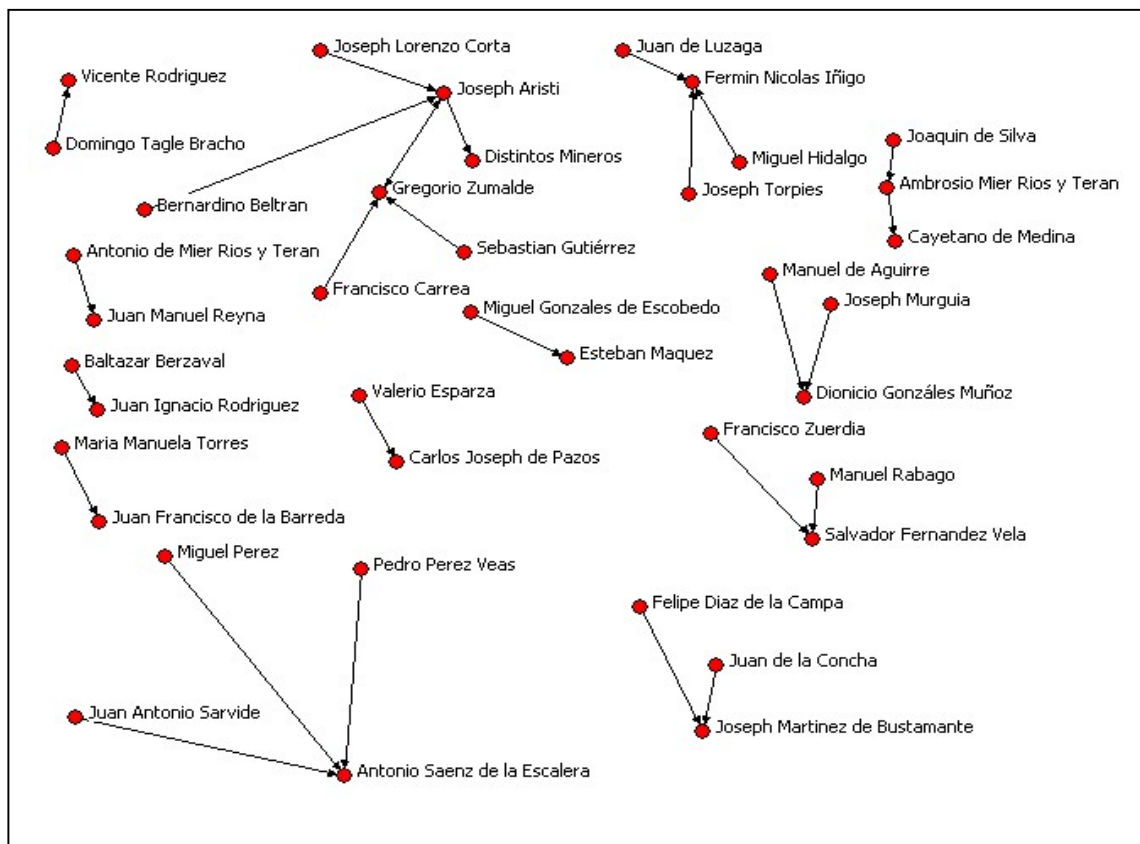 Joseph Lorenzo Corta
Juan de Luzaga
Vicente Rodriguez
Fermin Nicolas Iñigo
Joseph Aristi
Domingo Tagle Bracho
Joaquin de Silva
Distintos Mineros
Miguel Hidalgo
Gregorio Zumalde
Joseph Torpies
Ambrosio Mier Rios y Teran
Bernardino Beltran
Cayetano de Medina
Antonio de Mier Rios y Teran
Sebastian Gutiérrez
Manuel de Aguirre
Francisco Carrea
Joseph Murguia
Juan Manuel Reyna
Miguel Gonzales de Escobedo
Esteban Maquez
Baltazar Berzaval
Valerio Esparza
Dionicio Gonzáles Muñoz
Juan Ignacio Rodriguez
Francisco Zuerdia
Maria Manuela Torres
Carlos Joseph de Pazos
Manuel Rabago
Juan Francisco de la Barreda
Salvador Fernandez Vela
Miguel Perez
Pedro Perez Veas
Felipe Diaz de la Campa
Juan de la Concha
Juan Antonio Sarvide
Joseph Martinez de Bustamante
Antonio Saenz de la Escalera